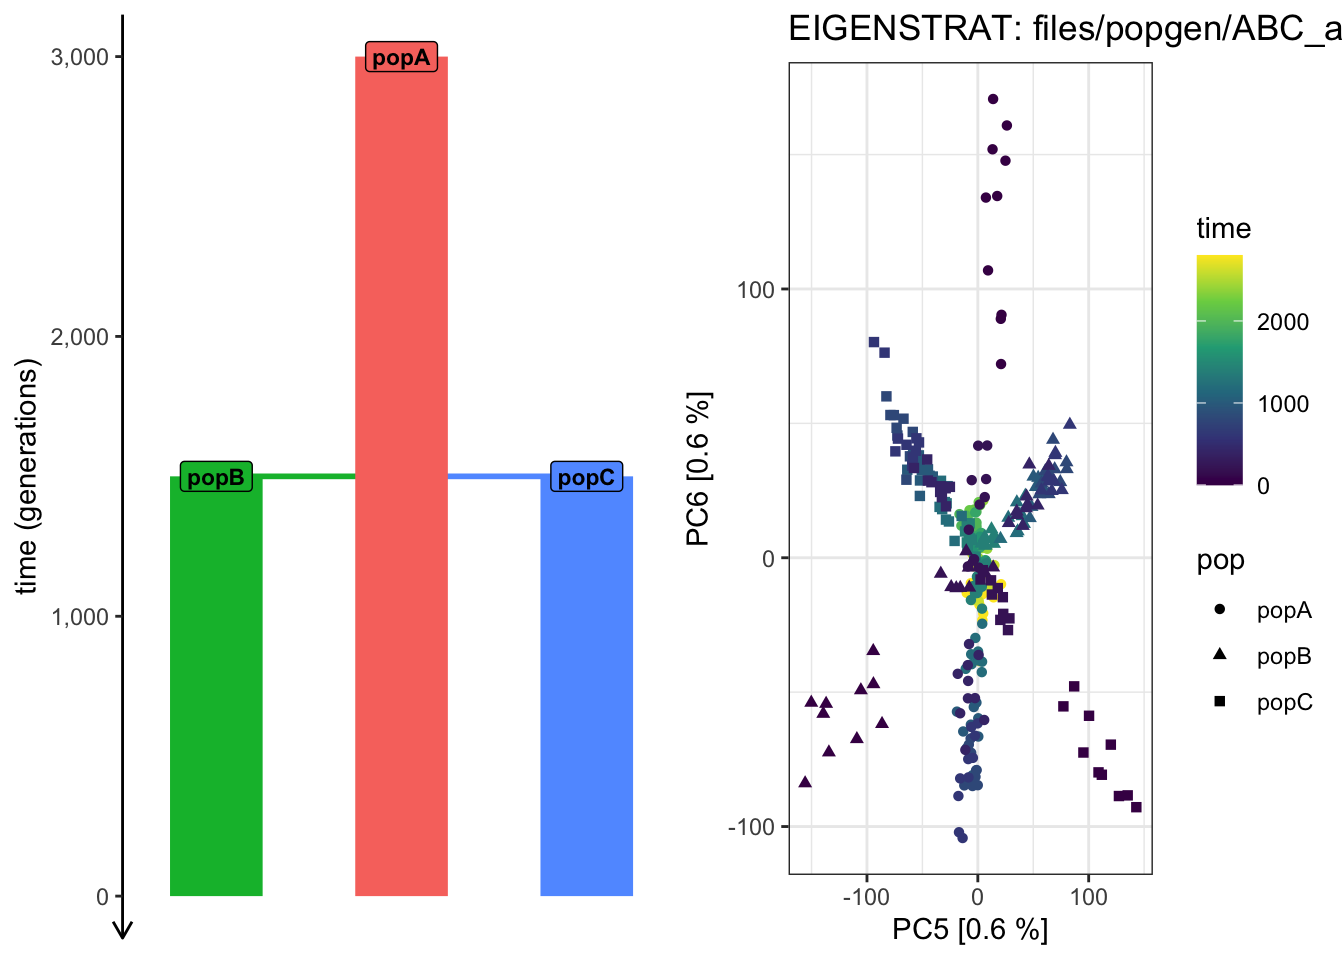 time (generations)
3,000
2,000
1,000
0
popA
popB
popC
EIGENSTRAT: files/popgen/ABC_a
PC6 [0.6 %]
100
0
-100
-100
0
100
PC5 [0.6 %]
time
2000
1000
0
pop
popA
popB
popC